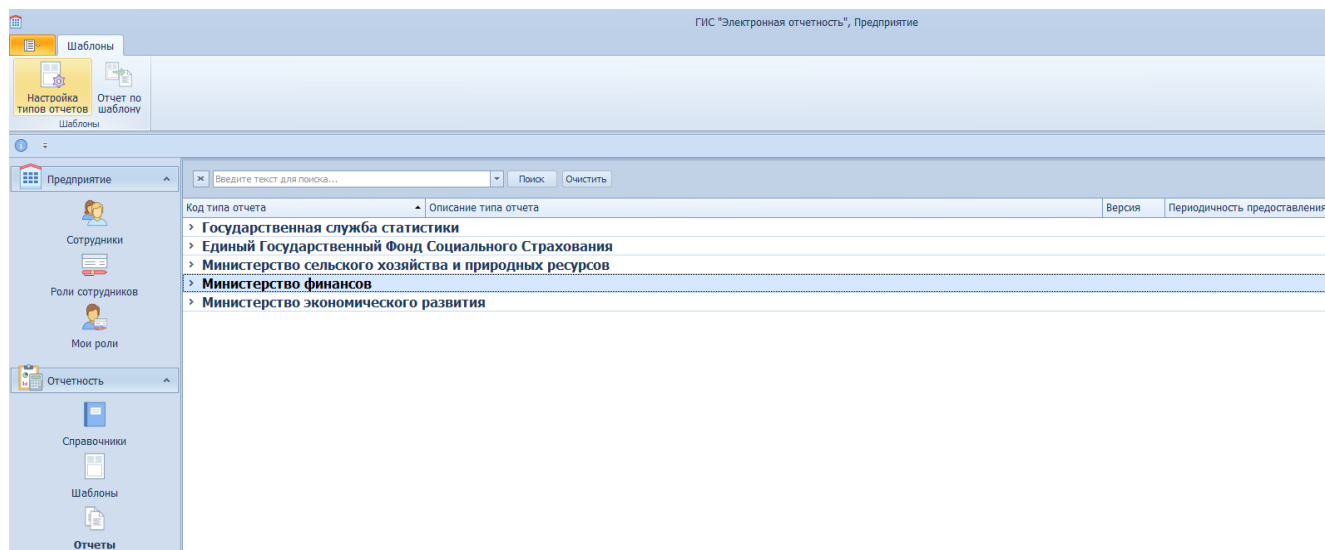 ГИС "Электронная отчетность", Предприятие
Шаблоны
Настройка типов отчетов
Отчет по шаблону
Шаблоны
Предприятие
Введите текст для поиска...
Поиск
Очистить
Сотрудники
Роли сотрудников
Мои роли
Отчетность
Справочники
Шаблоны
Отчеты
Код типа отчета
Описание типа отчета
Версия
Периодичность предоставления
Государственная служба статистики
Единый Государственный Фонд Социального Страхования
Министерство сельского хозяйства и природных ресурсов
Министерство финансов
Министерство экономического развития